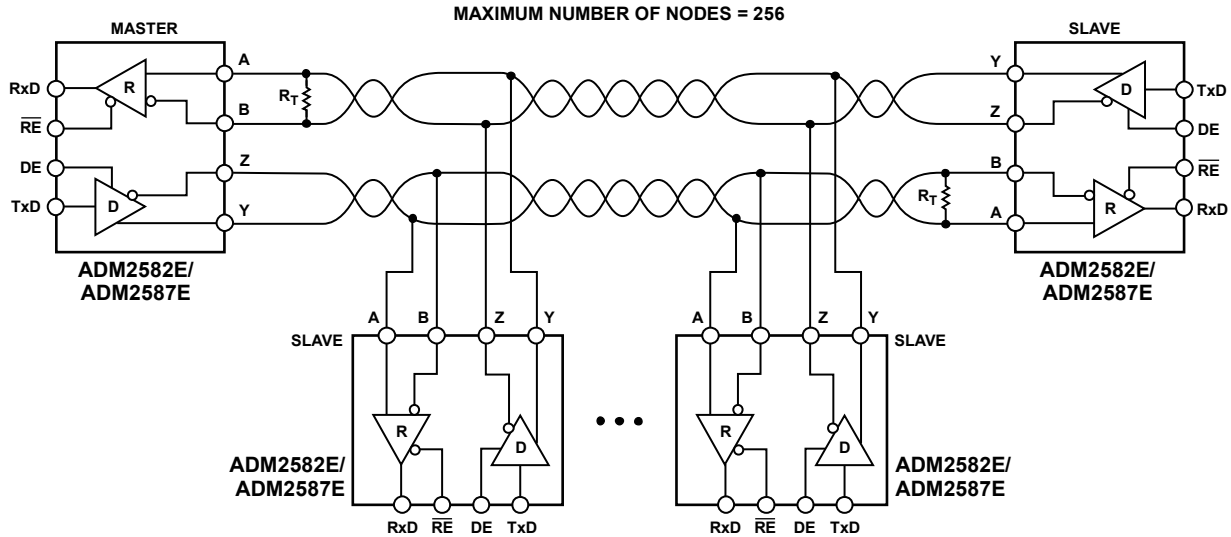 MAXIMUM NUMBER OF NODES = 256
MASTER
SLAVE
A
Y
RxD
R
RT
D
TxD
B
Z
RE
DE
DE
Z
B
RE
TxD
D
RT
R
RxD
Y
A
ADM2582E/
ADM2587E
ADM2582E/
ADM2587E
A B Z Y
A B Z Y
SLAVE
SLAVE
R
D
R
D
ADM2582E/
ADM2587E
ADM2582E/
ADM2587E
RxD RE DE TxD
RxD RE DE TxD